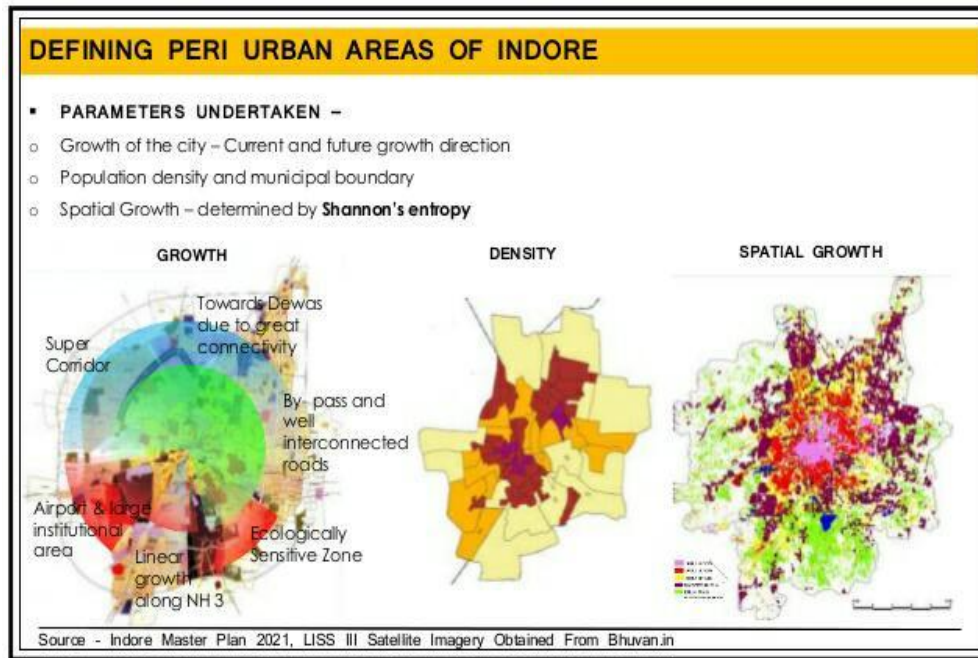 DEFINING PERI URBAN AREAS OF INDORE
▪ PARAMETERS UNDERTAKEN –
o Growth of the city – Current and future growth direction
o Population density and municipal boundary
o Spatial Growth – determined by Shannon's entropy
GROWTH
Towards Dewas
due to great
connectivity
Super
Corridor
By- pass and
well
interconnected
roads
Airport & large
institutional
area
Linear
growth
along NH 3
Ecologically
Sensitive Zone
DENSITY
SPATIAL GROWTH
Source - Indore Master Plan 2021, LISS III Satellite Imagery Obtained From Bhuvan.in